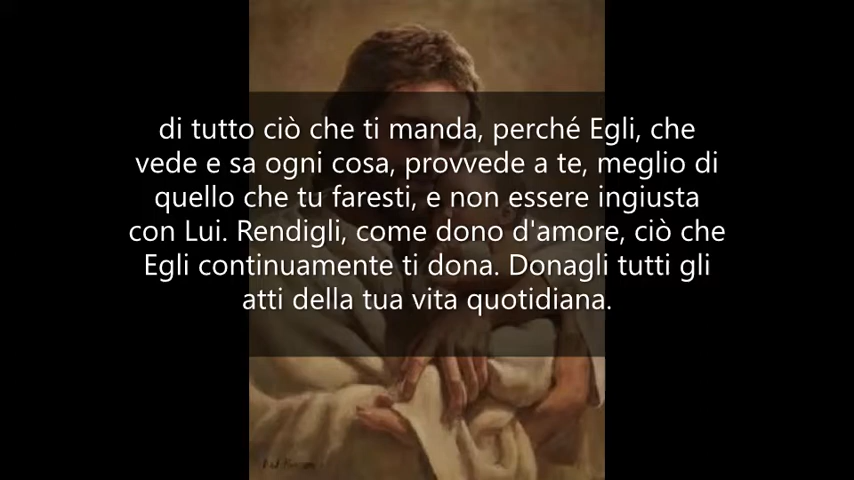 di tutto ciò che ti manda, perché Egli, che
vede e sa ogni cosa, provvede a te, meglio di
quello che tu faresti, e non essere ingiusta
con Lui. Rendigli, come dono d'amore, ciò che
Egli continuamente ti dona. Donagli tutti gli
atti della tua vita quotidiana.